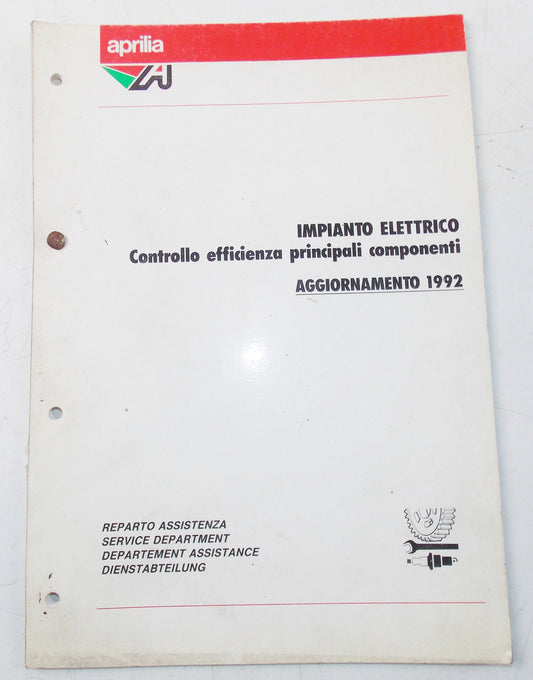 aprilia
IMPIANTO ELETTRICO
Controllo efficienza principali componenti
AGGIORNAMENTO 1992
REPARTO ASSISTENZA
SERVICE DEPARTMENT
DEPARTEMENT ASSISTANCE
DIENSTABTEILUNG